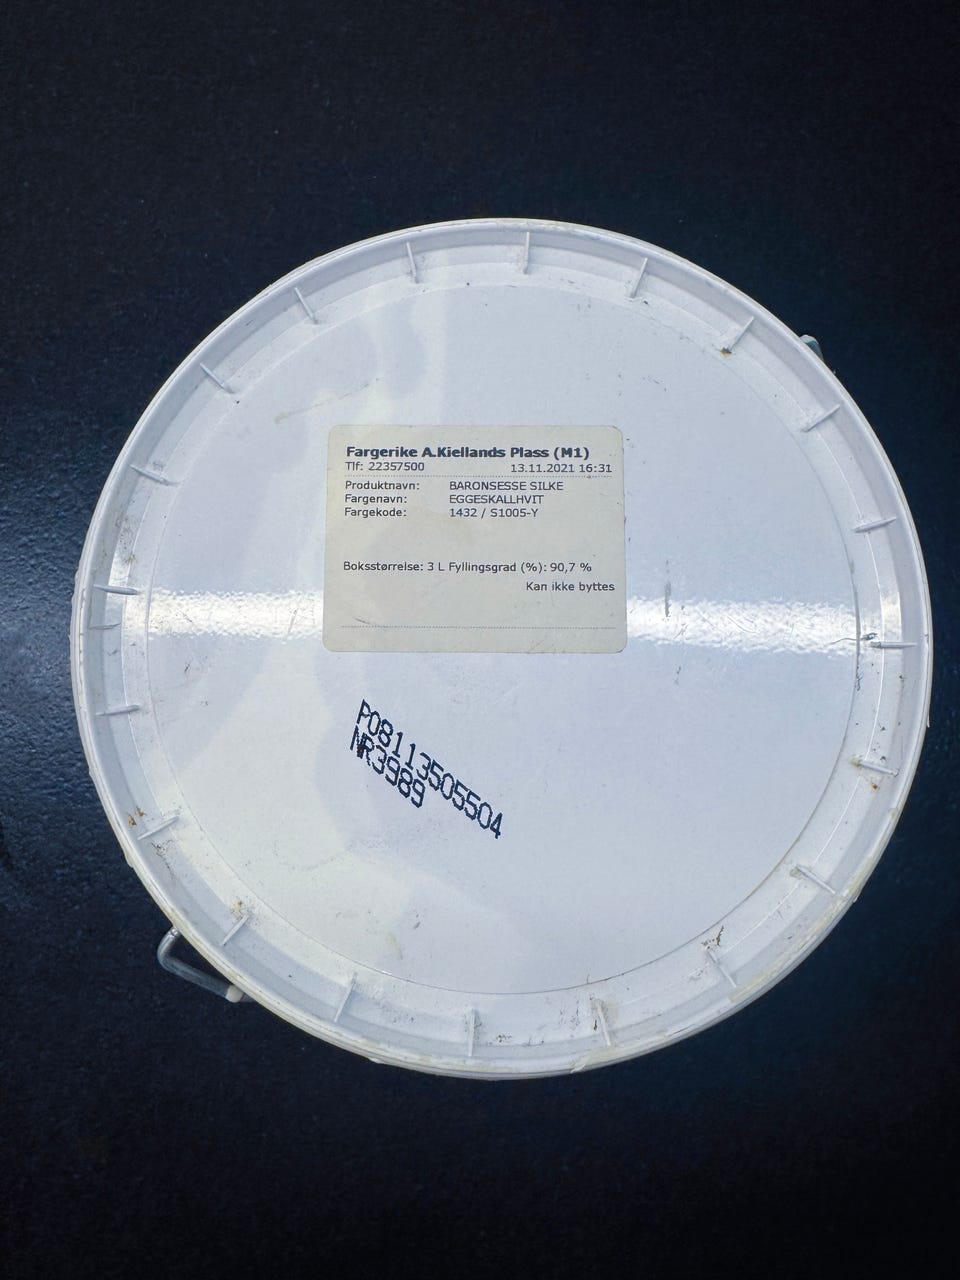 Fargerike A.Kiellands Plass (M1)
Tlf: 22357500 13.11.2021 16:31
Produktnavn: BARONSESSE SILKE
Fargenavn: EGGESKALLHVIT
Fargekode: 1432 / S1005-Y
Boksstørrelse: 3 L Fyllingsgrad (%): 90,7 %
Kan ikke byttes
P08113505504
NR3989